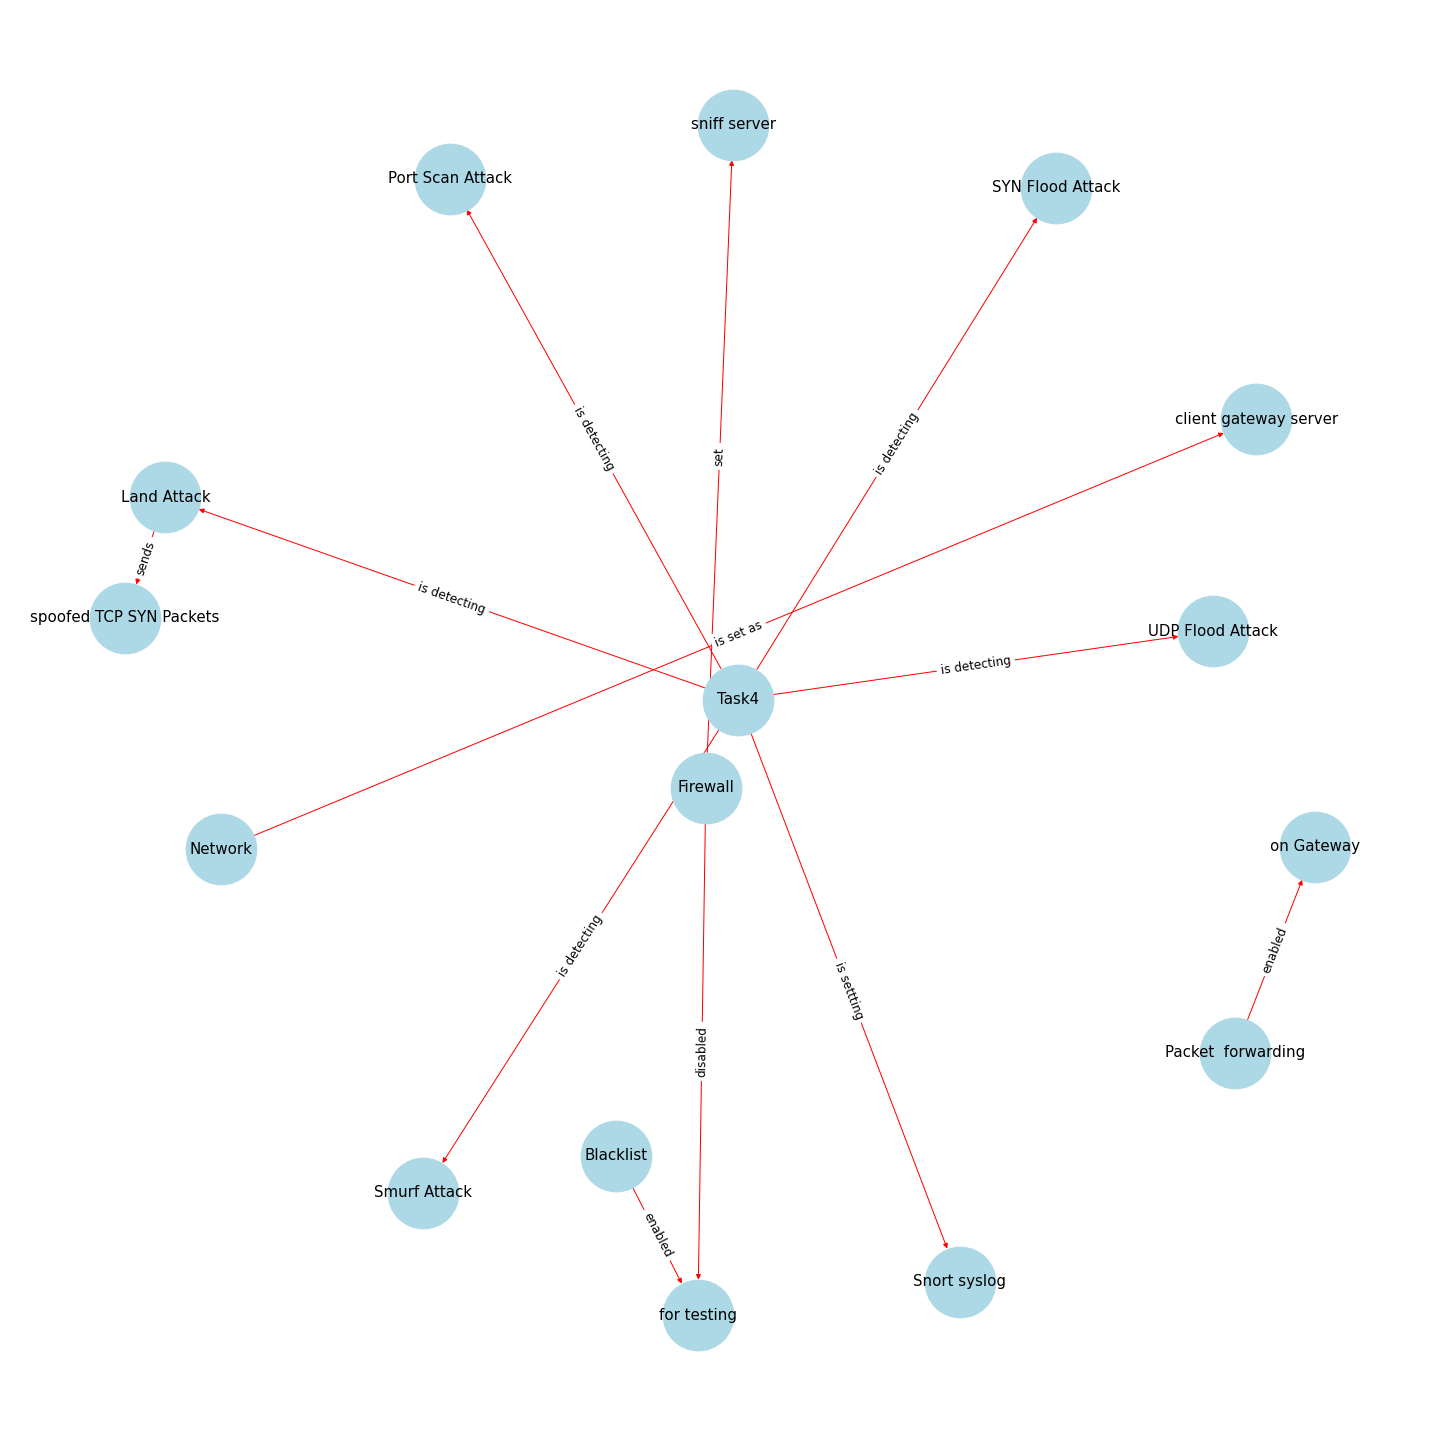 sniff server
Port Scan Attack
SYN Flood Attack
client gateway server
is detecting
set
is detecting
Land Attack
sends
is detecting
spoofed TCP SYN Packets
is set as
UDP Flood Attack
is detecting
Task4
Firewall
Network
on Gateway
is detecting
enabled
is settting
disabled
Packet  forwarding
Blacklist
Smurf Attack
enabled
Snort syslog
for testing